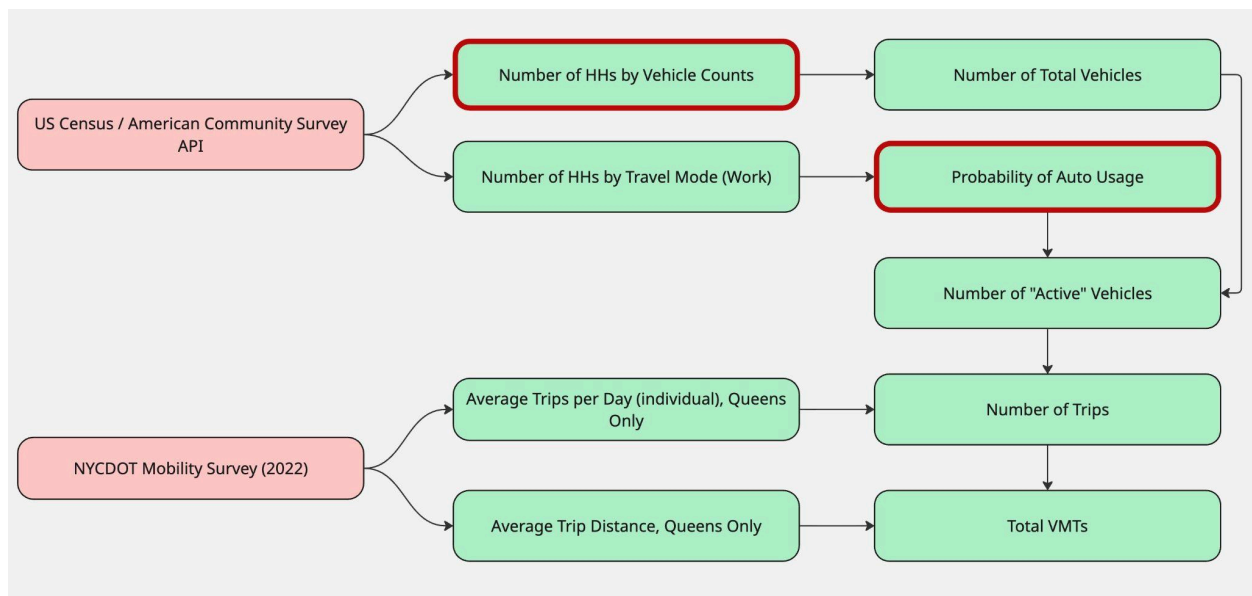 Number of HHs by Vehicle Counts
Number of Total Vehicles
US Census / American Community Survey
API
Number of HHs by Travel Mode (Work)
Probability of Auto Usage
Number of "Active" Vehicles
Average Trips per Day (individual), Queens
Only
Number of Trips
NYCDOT Mobility Survey (2022)
Average Trip Distance, Queens Only
Total VMTs